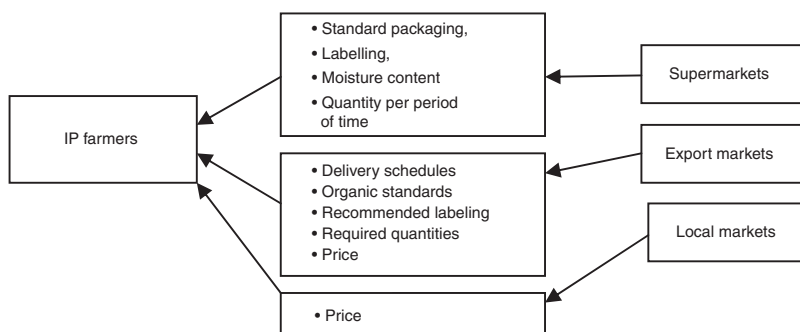 IP farmers
• Standard packaging,
• Labelling,
• Moisture content
• Quantity per period
of time
Supermarkets
• Delivery schedules
• Organic standards
• Recommended labeling
• Required quantities
• Price
Export markets
Local markets
• Price